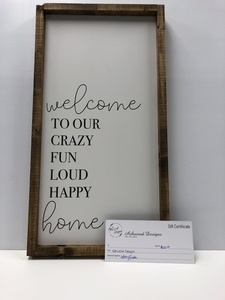 welcome
TO OUR
CRAZY
FUN
LOUD
HAPPY
home
Gift Certificate